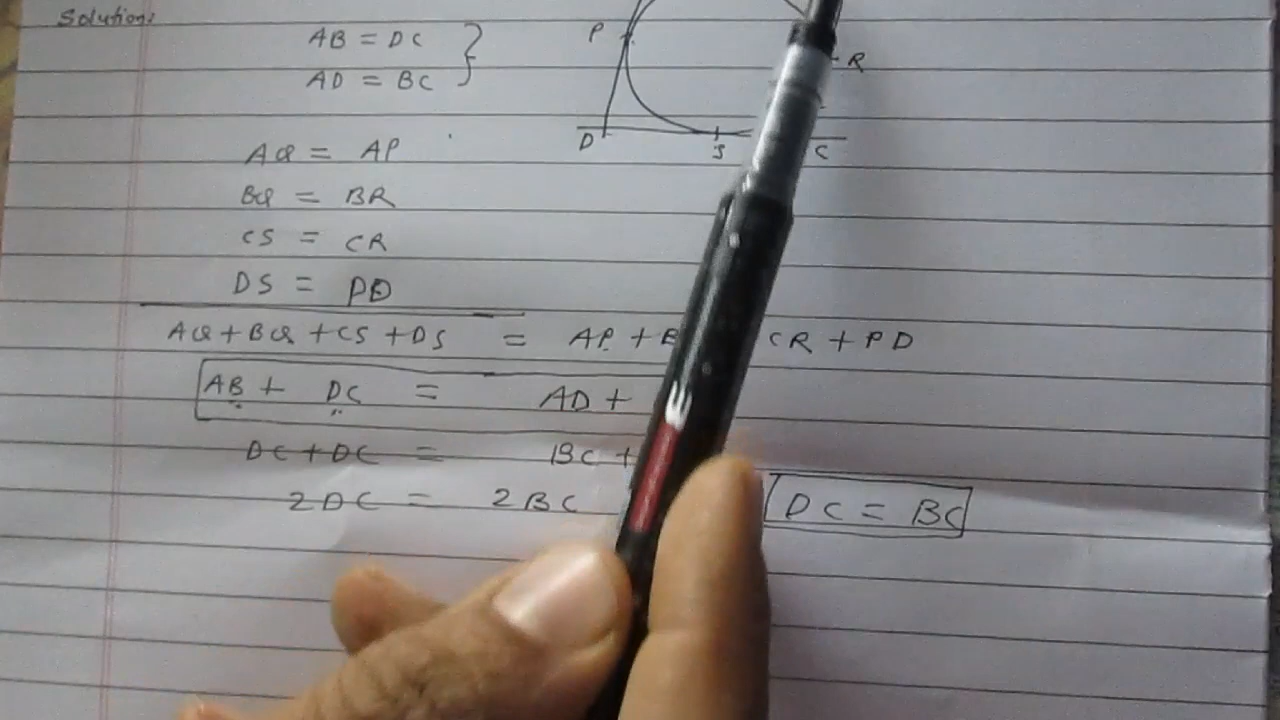 Solution:
AB = DC
AD = BC }
P
R
D
S
C
AQ = AP
BQ = BR
CS = CR
DS = PD
AQ + BQ + CS + DS = AP + CR + PD
AB + DC = AD +
DC + DC = BC +
2DC = 2BC
DC = BC